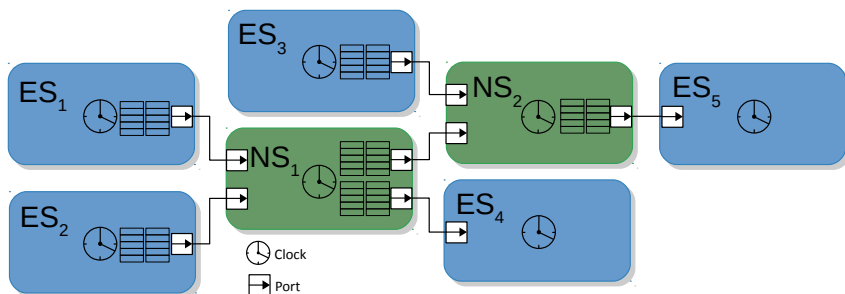 ES₃
ES₁
NS₂
ES₅
NS₁
ES₂
ES₄
Clock
Port